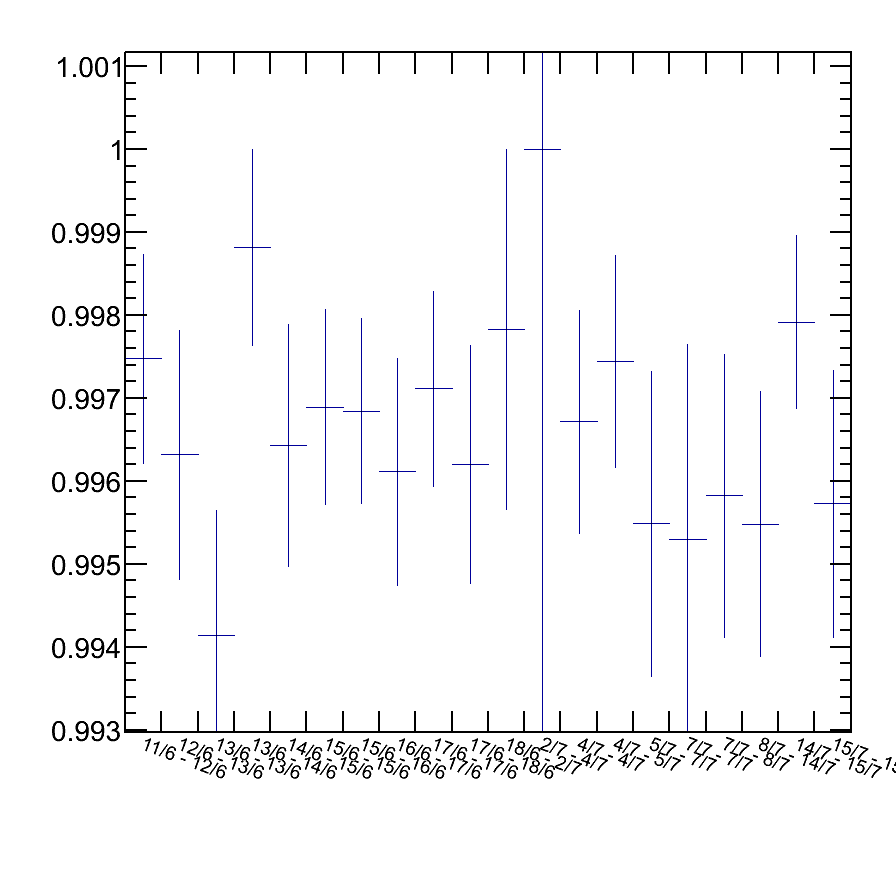 1.001
1
0.999
0.998
0.997
0.996
0.995
0.994
0.993
11/6 - 12/6
12/6 - 13/6
13/6 - 13/6
13/6 - 14/6
14/6 - 15/6
15/6 - 15/6
15/6 - 16/6
16/6 - 17/6
17/6 - 17/6
17/6 - 18/6
18/6 - 2/7
2/7 - 4/7
4/7 - 4/7
4/7 - 5/7
5/7 - 7/7
7/7 - 7/7
7/7 - 8/7
8/7 - 14/7
14/7 - 15/7
15/7 -